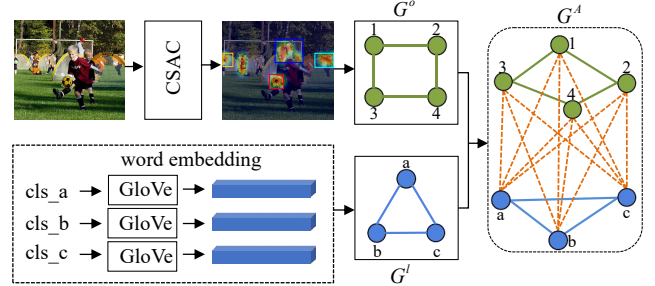 CSAC
G^o
1 2
3 4
G^A
1
3 2
4
a c
b
word embedding
cls_a GloVe
cls_b GloVe
cls_c GloVe
a
b c
G^l